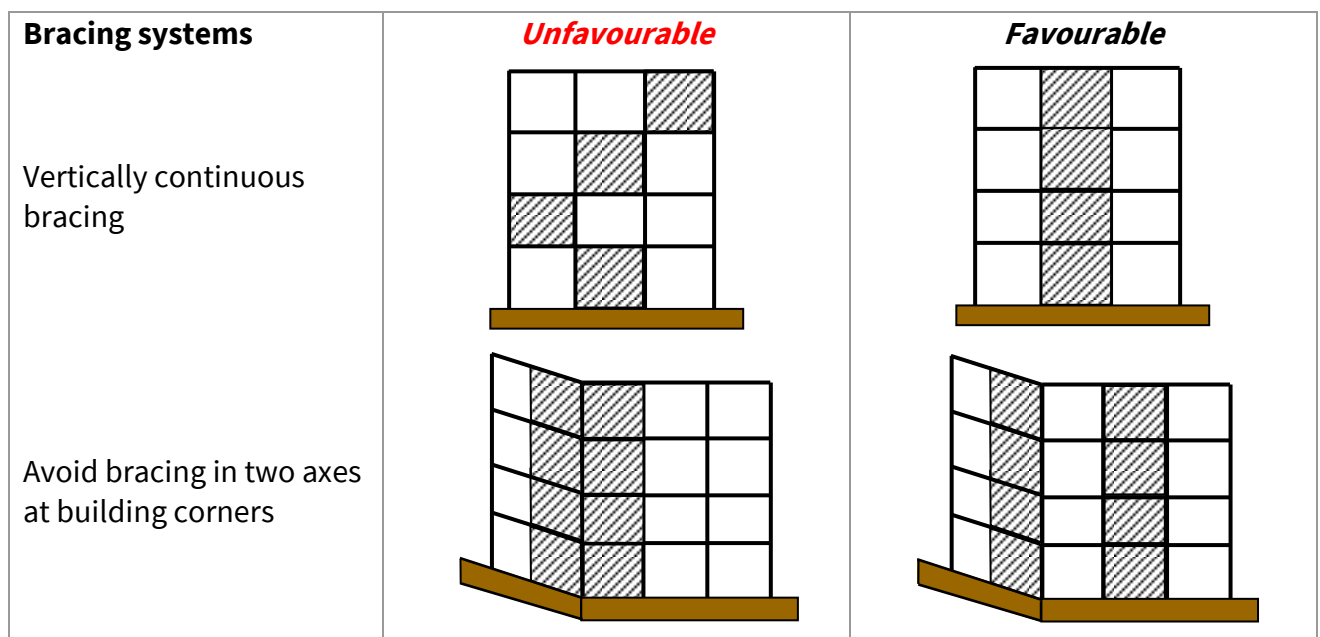 Bracing systems
Unfavourable
Favourable
Vertically continuous
bracing
Avoid bracing in two axes
at building corners